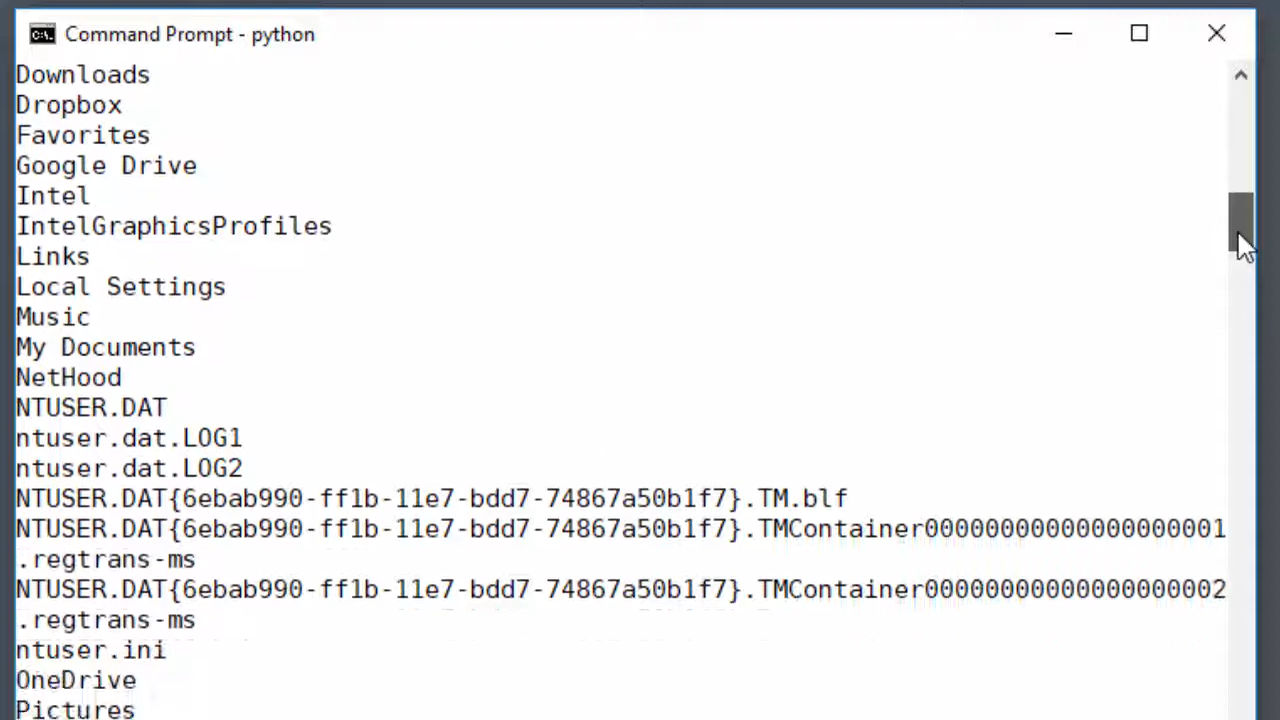 Command Prompt - python
Downloads
Dropbox
Favorites
Google Drive
Intel
IntelGraphicsProfiles
Links
Local Settings
Music
My Documents
NetHood
NTUSER.DAT
ntuser.dat.LOG1
ntuser.dat.LOG2
NTUSER.DAT{6ebab990-ff1b-11e7-bdd7-74867a50b1f7}.TM.blf
NTUSER.DAT{6ebab990-ff1b-11e7-bdd7-74867a50b1f7}.TMContainer00000000000000000001
.regtrans-ms
NTUSER.DAT{6ebab990-ff1b-11e7-bdd7-74867a50b1f7}.TMContainer00000000000000000002
.regtrans-ms
ntuser.ini
OneDrive
Pictures